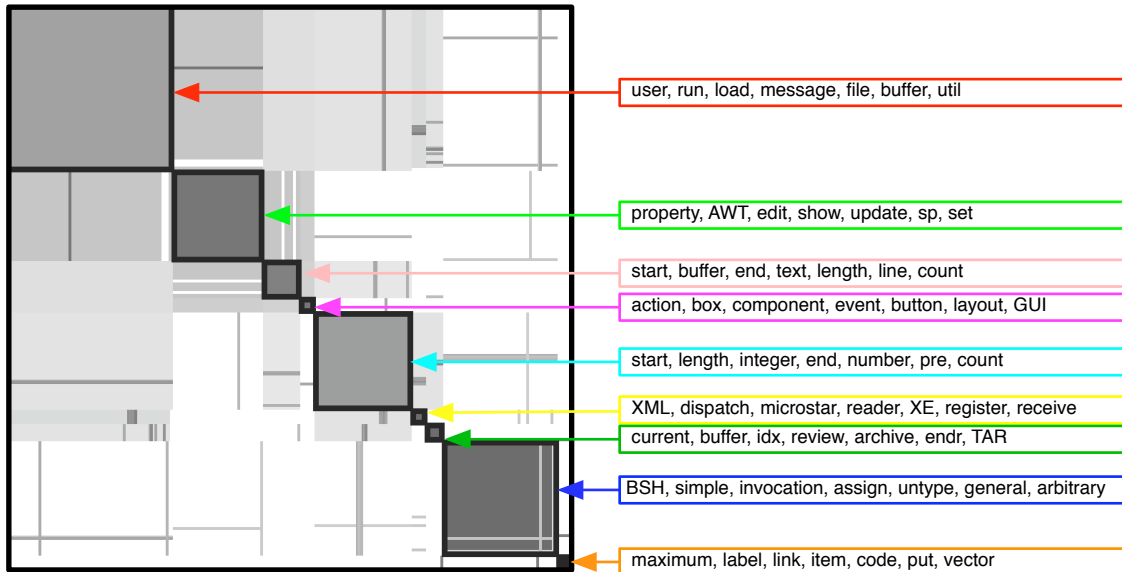 user, run, load, message, file, buffer, util
property, AWT, edit, show, update, sp, set
start, buffer, end, text, length, line, count
action, box, component, event, button, layout, GUI
start, length, integer, end, number, pre, count
XML, dispatch, microstar, reader, XE, register, receive
current, buffer, idx, review, archive, endr, TAR
BSH, simple, invocation, assign, untype, general, arbitrary
maximum, label, link, item, code, put, vector